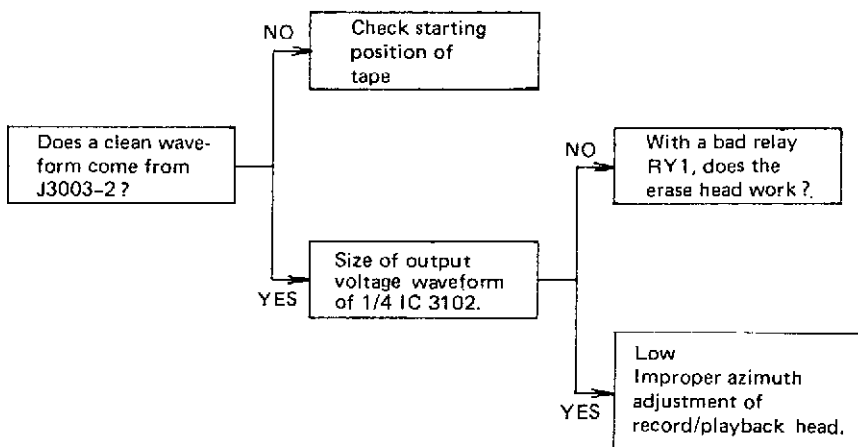 NO
Check starting
position of
tape
Does a clean wave-
form come from
J3003-2?
NO
With a bad relay
RY1, does the
erase head work?.
YES
Size of output
voltage waveform
of 1/4 IC 3102.
YES
Low
Improper azimuth
adjustment of
record/playback head.